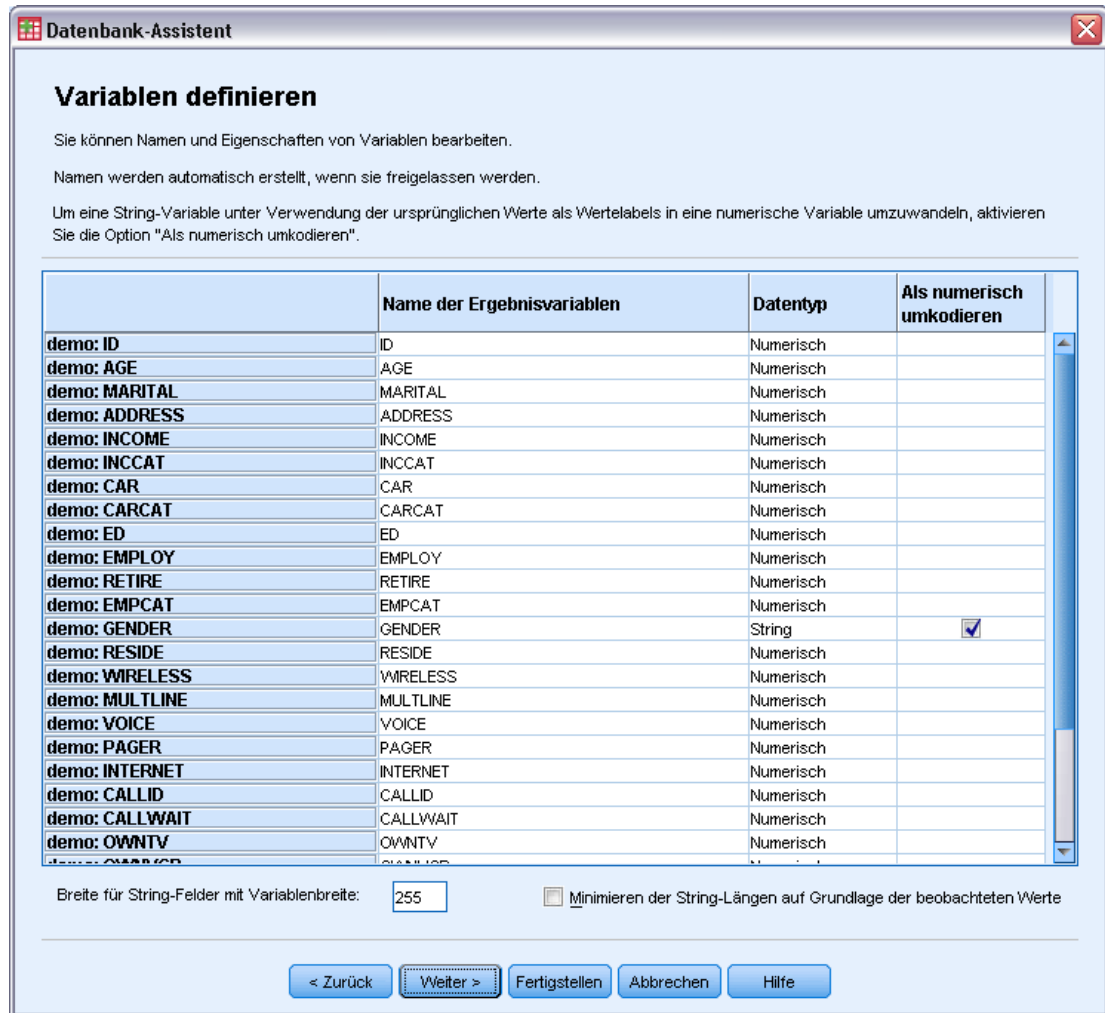 Datenbank-Assistent
Variablen definieren
Sie können Namen und Eigenschaften von Variablen bearbeiten.
Namen werden automatisch erstellt, wenn sie freigelassen werden.
Um eine String-Variable unter Verwendung der ursprünglichen Werte als Wertelabels in eine numerische Variable umzuwandeln, aktivieren
Sie die Option "Als numerisch umkodieren".
Name der Ergebnisvariablen Datentyp Als numerisch
umkodieren
demo: ID ID Numerisch
demo: AGE AGE Numerisch
demo: MARITAL MARITAL Numerisch
demo: ADDRESS ADDRESS Numerisch
demo: INCOME INCOME Numerisch
demo: INCCAT INCCAT Numerisch
demo: CAR CAR Numerisch
demo: CARCAT CARCAT Numerisch
demo: ED ED Numerisch
demo: EMPLOY EMPLOY Numerisch
demo: RETIRE RETIRE Numerisch
demo: EMPCAT EMPCAT Numerisch
demo: GENDER GENDER String
demo: RESIDE RESIDE Numerisch
demo: WIRELESS WIRELESS Numerisch
demo: MULTLINE MULTLINE Numerisch
demo: VOICE VOICE Numerisch
demo: PAGER PAGER Numerisch
demo: INTERNET INTERNET Numerisch
demo: CALLID CALLID Numerisch
demo: CALLWAIT CALLWAIT Numerisch
demo: OWNTV OWNTV Numerisch
Breite für String-Felder mit Variablenbreite: 255 Minimieren der String-Längen auf Grundlage der beobachteten Werte
< Zurück Weiter > Fertigstellen Abbrechen Hilfe